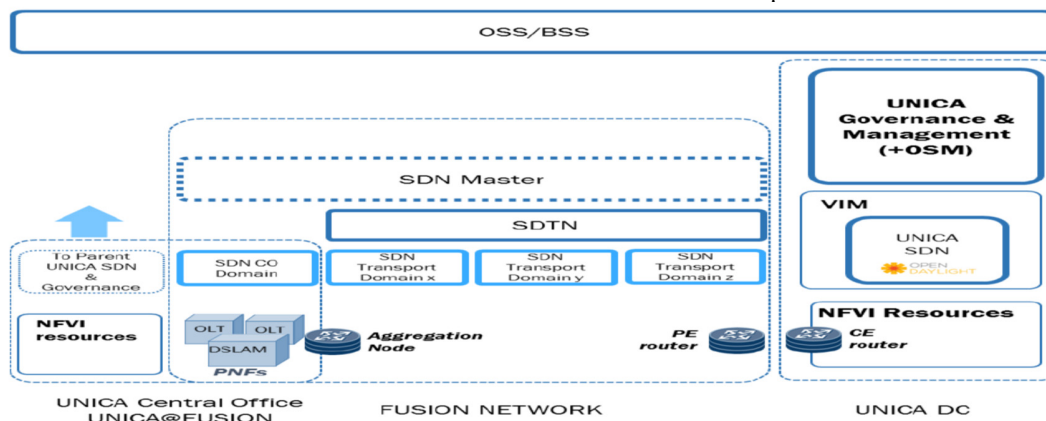 OSS/BSS
UNICA
Governance &
Management
(+OSM)
SDN Master
VIM
SDTN
UNICA
SDN
OPEN
DAYLIGHT
To Parent
UNICA SDN
&
Governance
SDN CO
Domain
SDN
Transport
Domain x
SDN
Transport
Domain y
SDN
Transport
Domain z
NFVI
resources
OLT
OLT
DSLAM
PNFs
Aggregation
Node
PE
router
NFVI Resources
CE
router
UNICA Central Office
UNICA@FUSION
FUSION NETWORK
UNICA DC